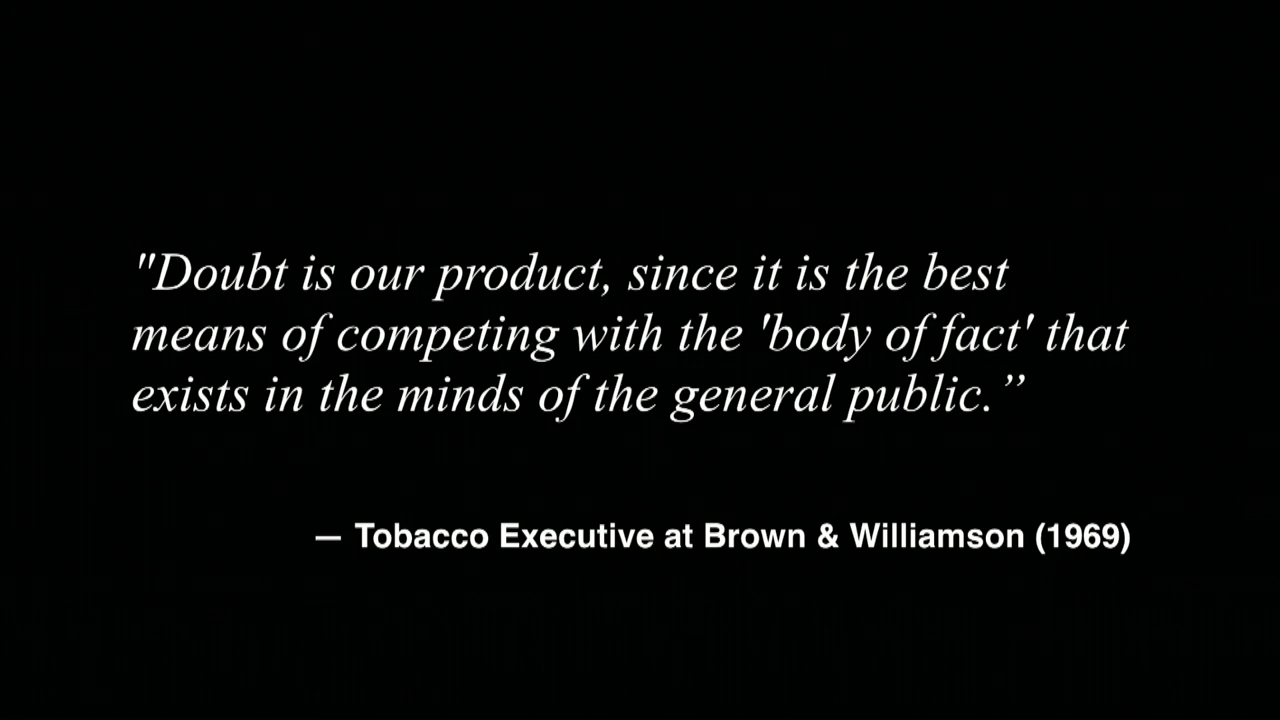 "Doubt is our product, since it is the best
means of competing with the 'body of fact' that
exists in the minds of the general public.”
— Tobacco Executive at Brown & Williamson (1969)